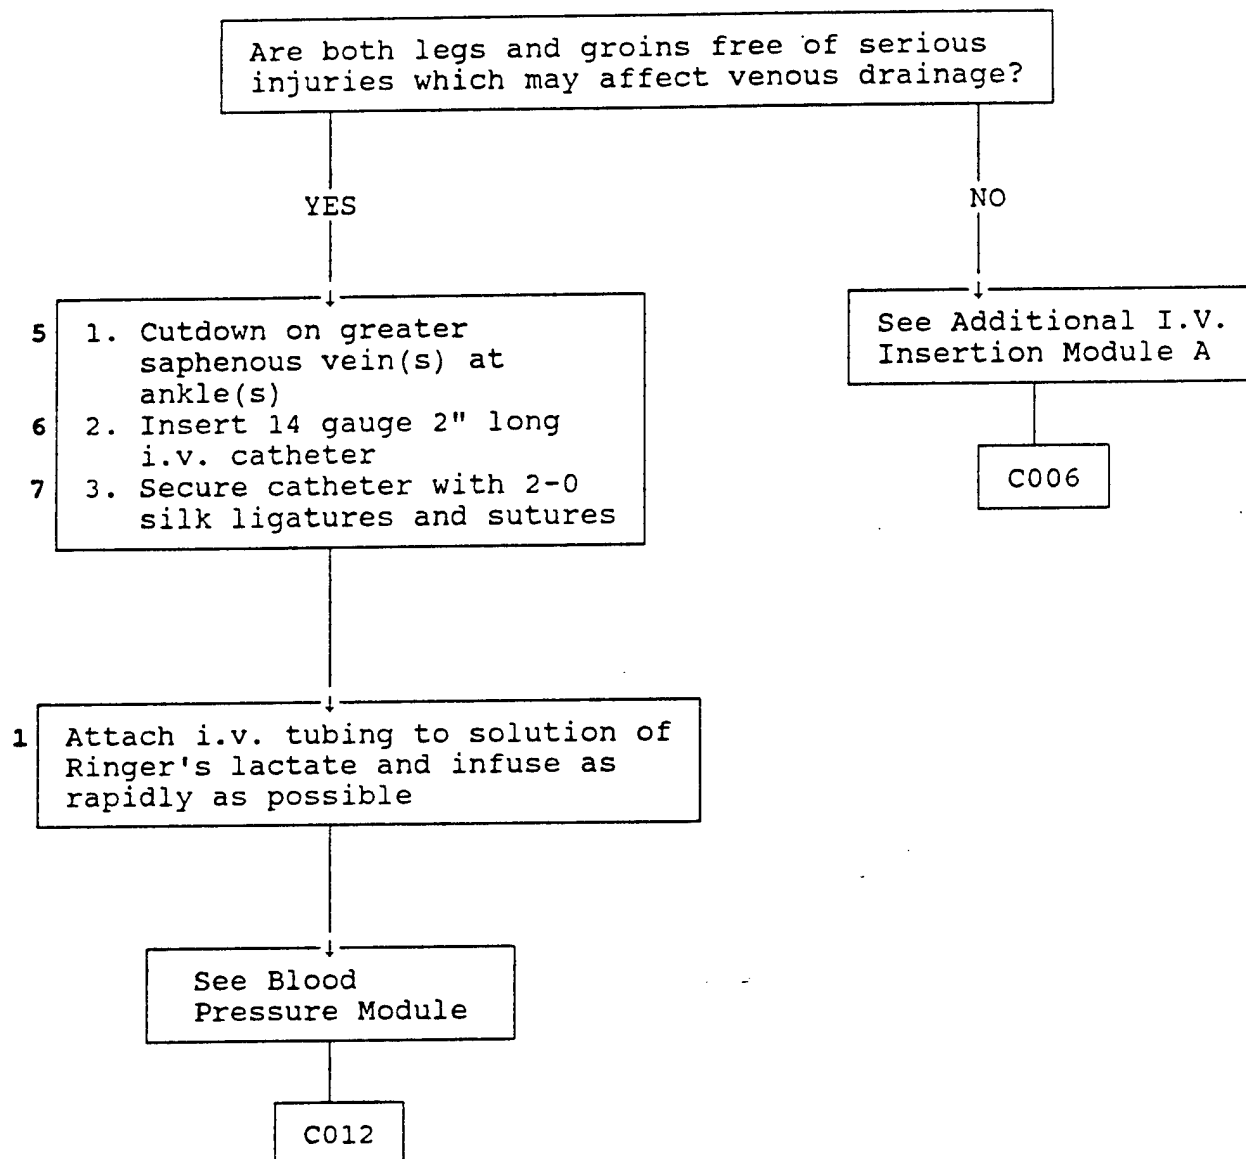 Are both legs and groins free of serious
injuries which may affect venous drainage?
YES
NO
5 1. Cutdown on greater
saphenous vein(s) at
ankle(s)
6 2. Insert 14 gauge 2" long
i.v. catheter
7 3. Secure catheter with 2-0
silk ligatures and sutures
See Additional I.V.
Insertion Module A
C006
1 Attach i.v. tubing to solution of
Ringer's lactate and infuse as
rapidly as possible
See Blood
Pressure Module
C012